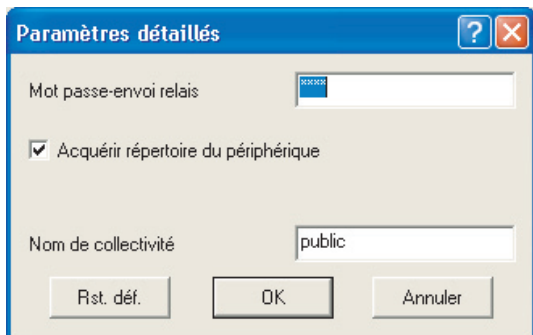 Paramètres détaillés
Mot passe-envoi relais
****
Acquérir répertoire du périphérique
Nom de collectivité
public
Rst. déf.
OK
Annuler